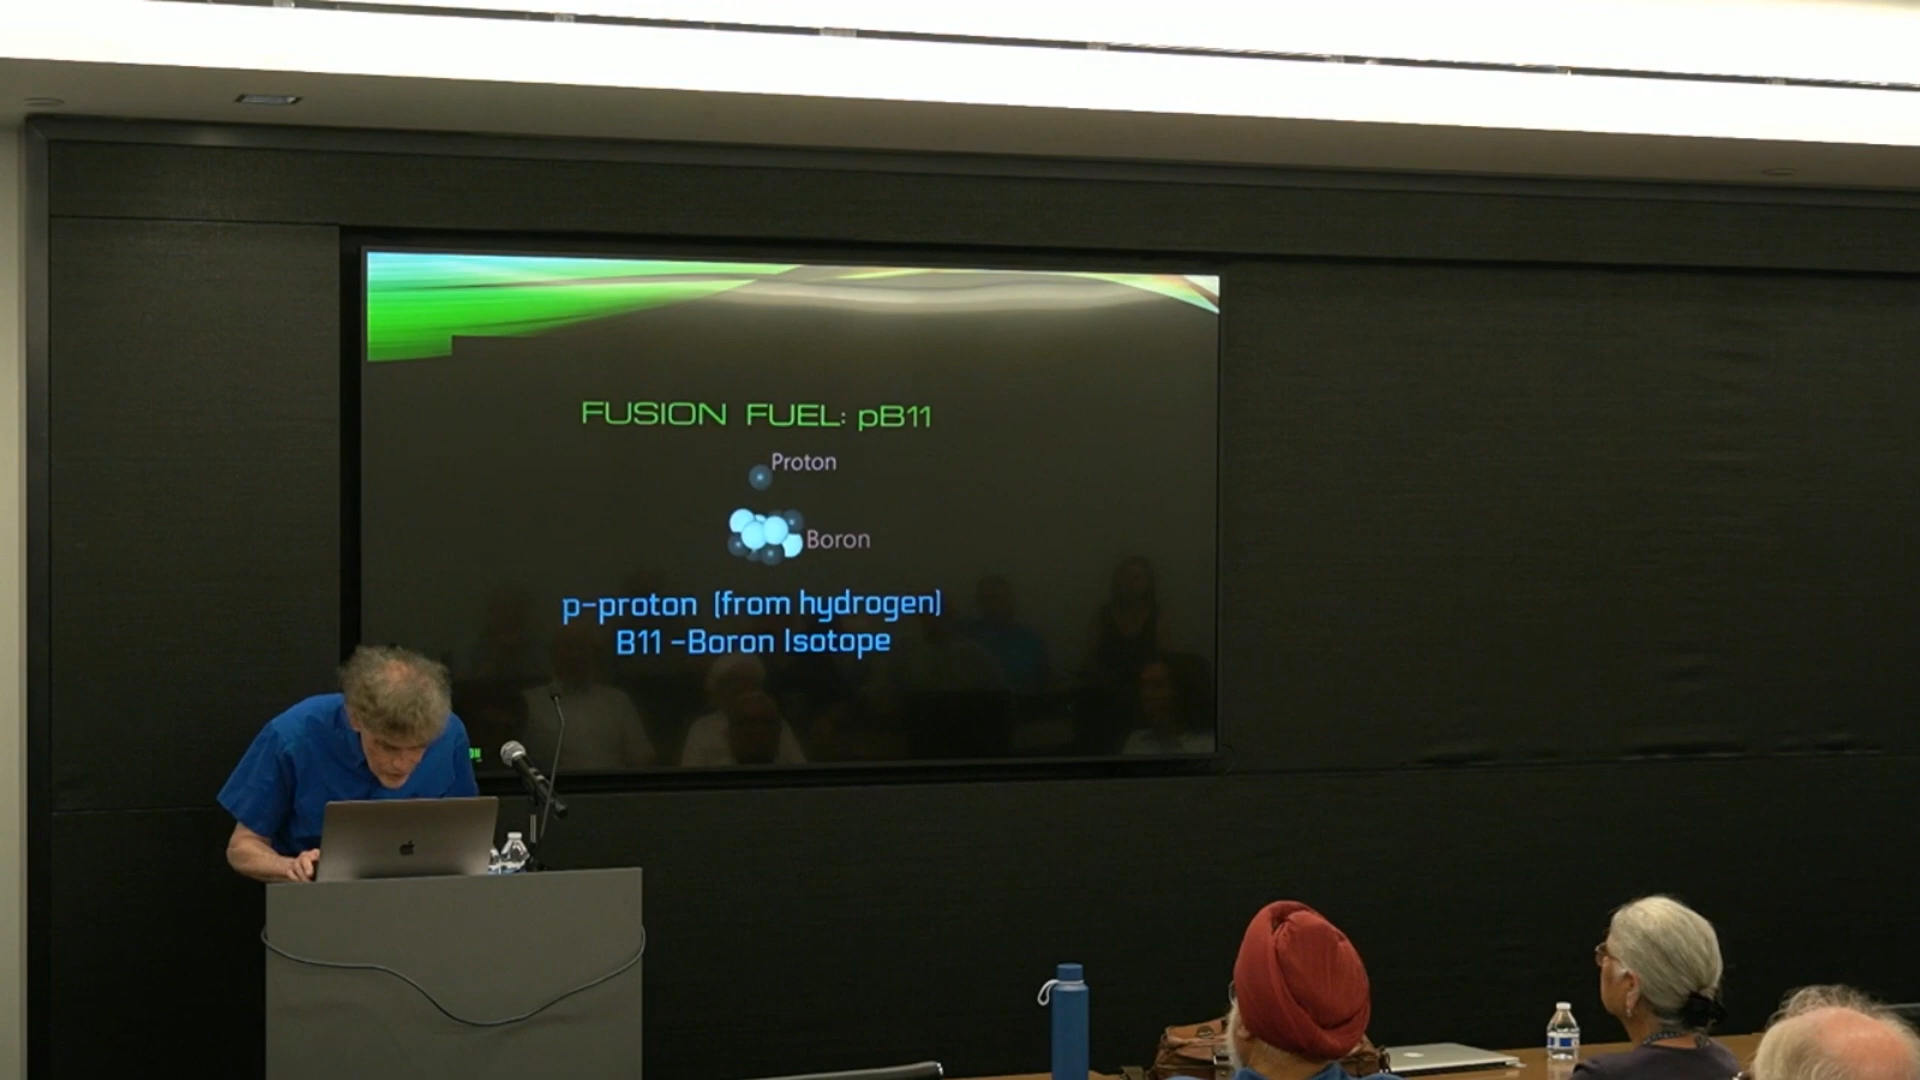 FUSION FUEL: pB11
Proton
Boron
p-proton (from hydrogen)
B11 -Boron Isotope